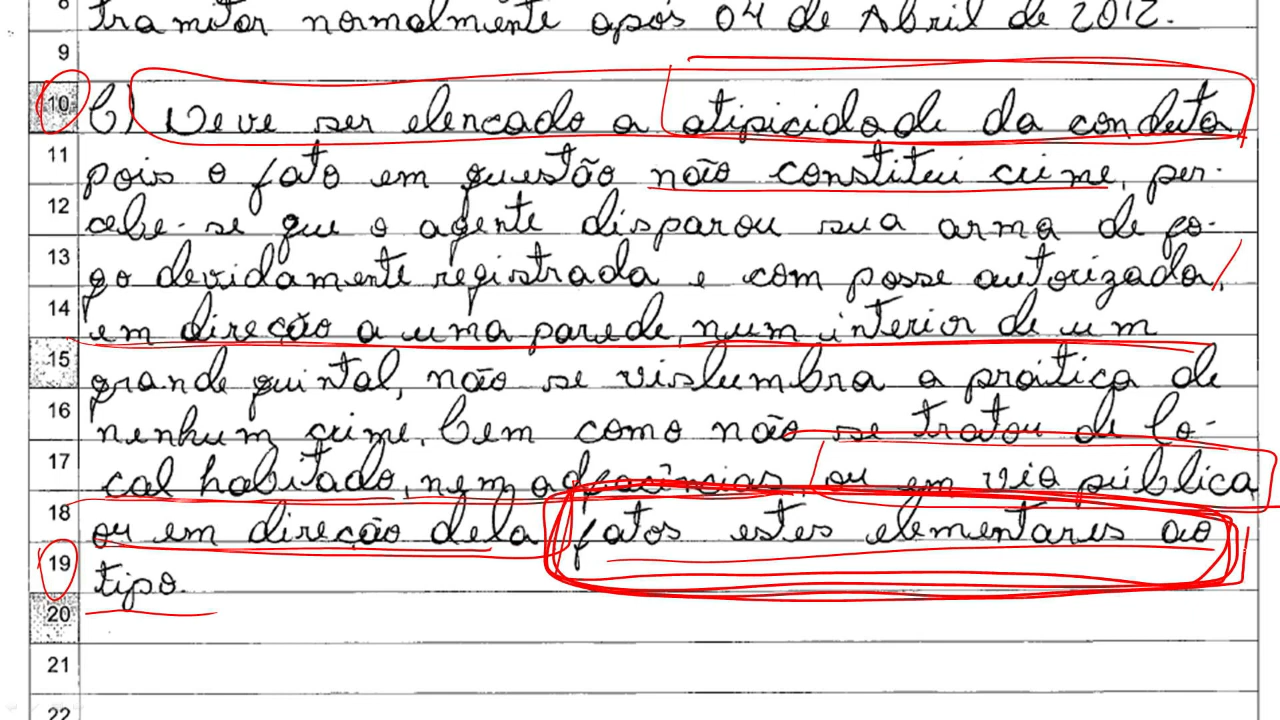 8 tramitar normalmente após 04 de Abril de 2012.
9
10 b) Deve ser elencado a atipicidade da conduta,
11 pois o fato em questão não constitui crime, per-
12 cebe-se que o agente disparou sua arma de fo-
13 go devidamente registrada e com posse autorizada,
14 em direção a uma parede, num interior de um
15 grande quintal, não se vislumbra a prática de
16 nenhum crime, bem como não se tratou de lo-
17 cal habitado, nem adjacências, ou em via pública
18 ou em direção dela fatos estes elementares ao
19 tipo.
20
21
22